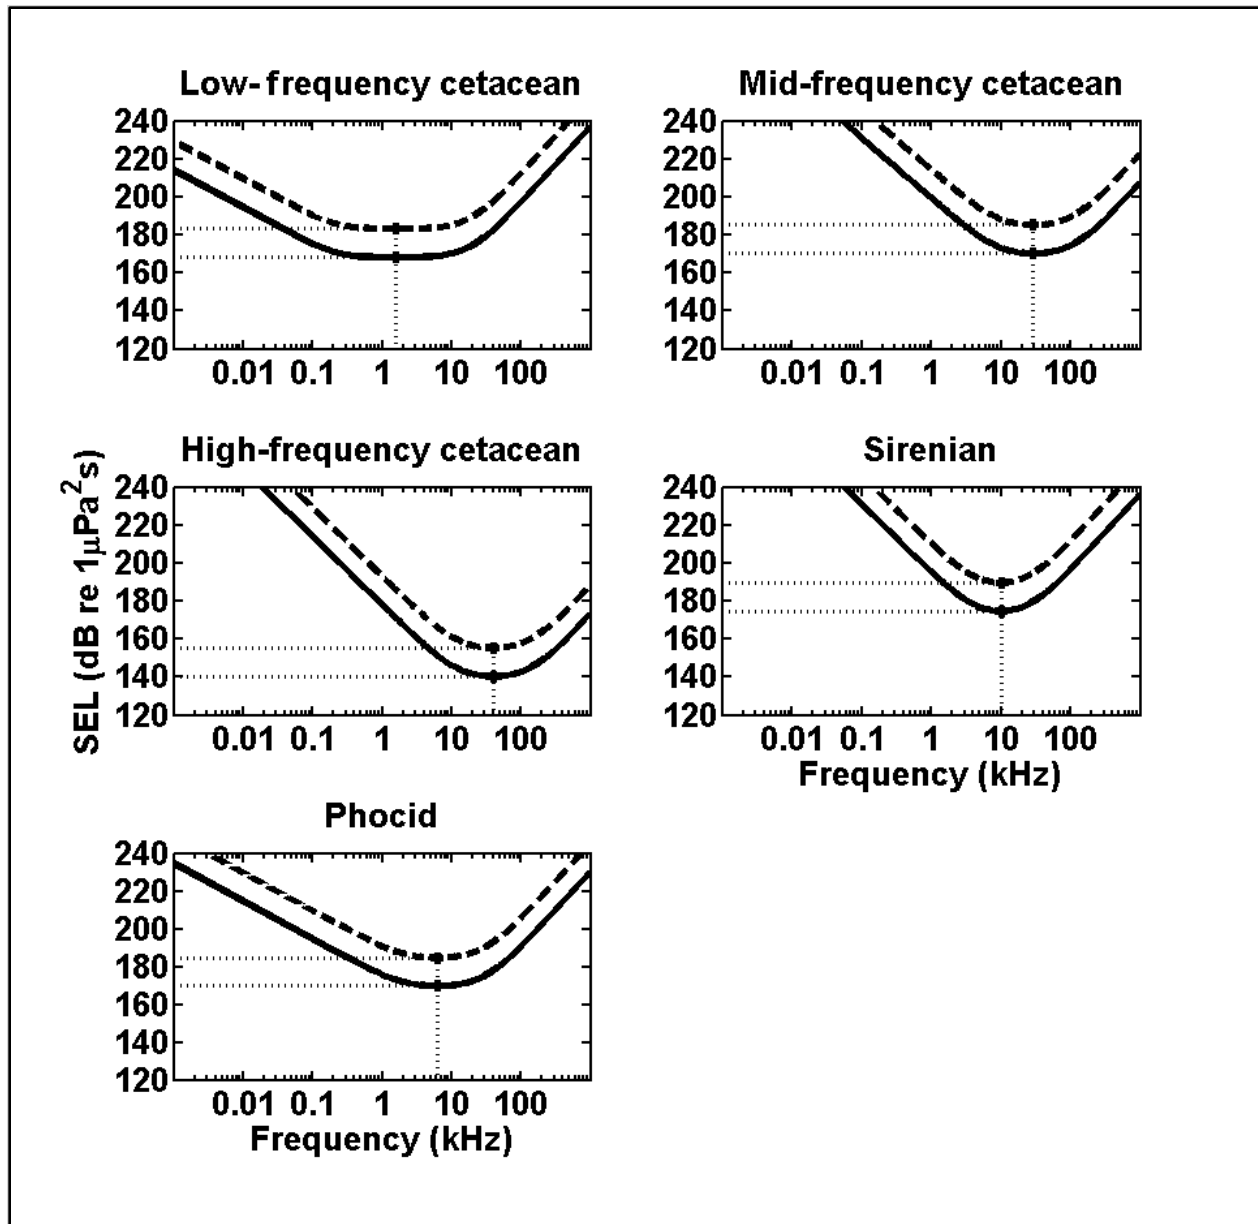 Low-frequency cetacean
240
220
200
180
160
140
120
0.01 0.1 1 10 100
Mid-frequency cetacean
240
220
200
180
160
140
120
0.01 0.1 1 10 100
SEL (dB re 1μPa²s)
High-frequency cetacean
240
220
200
180
160
140
120
0.01 0.1 1 10 100
Sirenian
240
220
200
180
160
140
120
0.01 0.1 1 10 100
Frequency (kHz)
Phocid
240
220
200
180
160
140
120
0.01 0.1 1 10 100
Frequency (kHz)